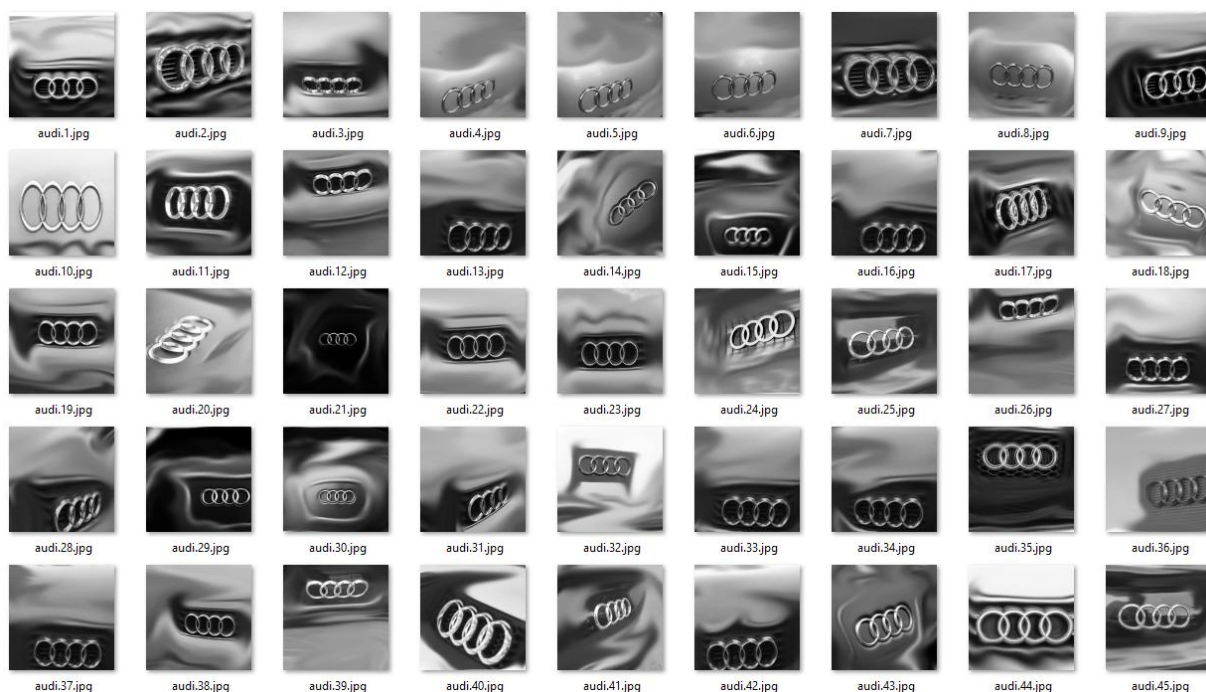 audi.1.jpg audi.2.jpg audi.3.jpg audi.4.jpg audi.5.jpg audi.6.jpg audi.7.jpg audi.8.jpg audi.9.jpg
audi.10.jpg audi.11.jpg audi.12.jpg audi.13.jpg audi.14.jpg audi.15.jpg audi.16.jpg audi.17.jpg audi.18.jpg
audi.19.jpg audi.20.jpg audi.21.jpg audi.22.jpg audi.23.jpg audi.24.jpg audi.25.jpg audi.26.jpg audi.27.jpg
audi.28.jpg audi.29.jpg audi.30.jpg audi.31.jpg audi.32.jpg audi.33.jpg audi.34.jpg audi.35.jpg audi.36.jpg
audi.37.jpg audi.38.jpg audi.39.jpg audi.40.jpg audi.41.jpg audi.42.jpg audi.43.jpg audi.44.jpg audi.45.jpg